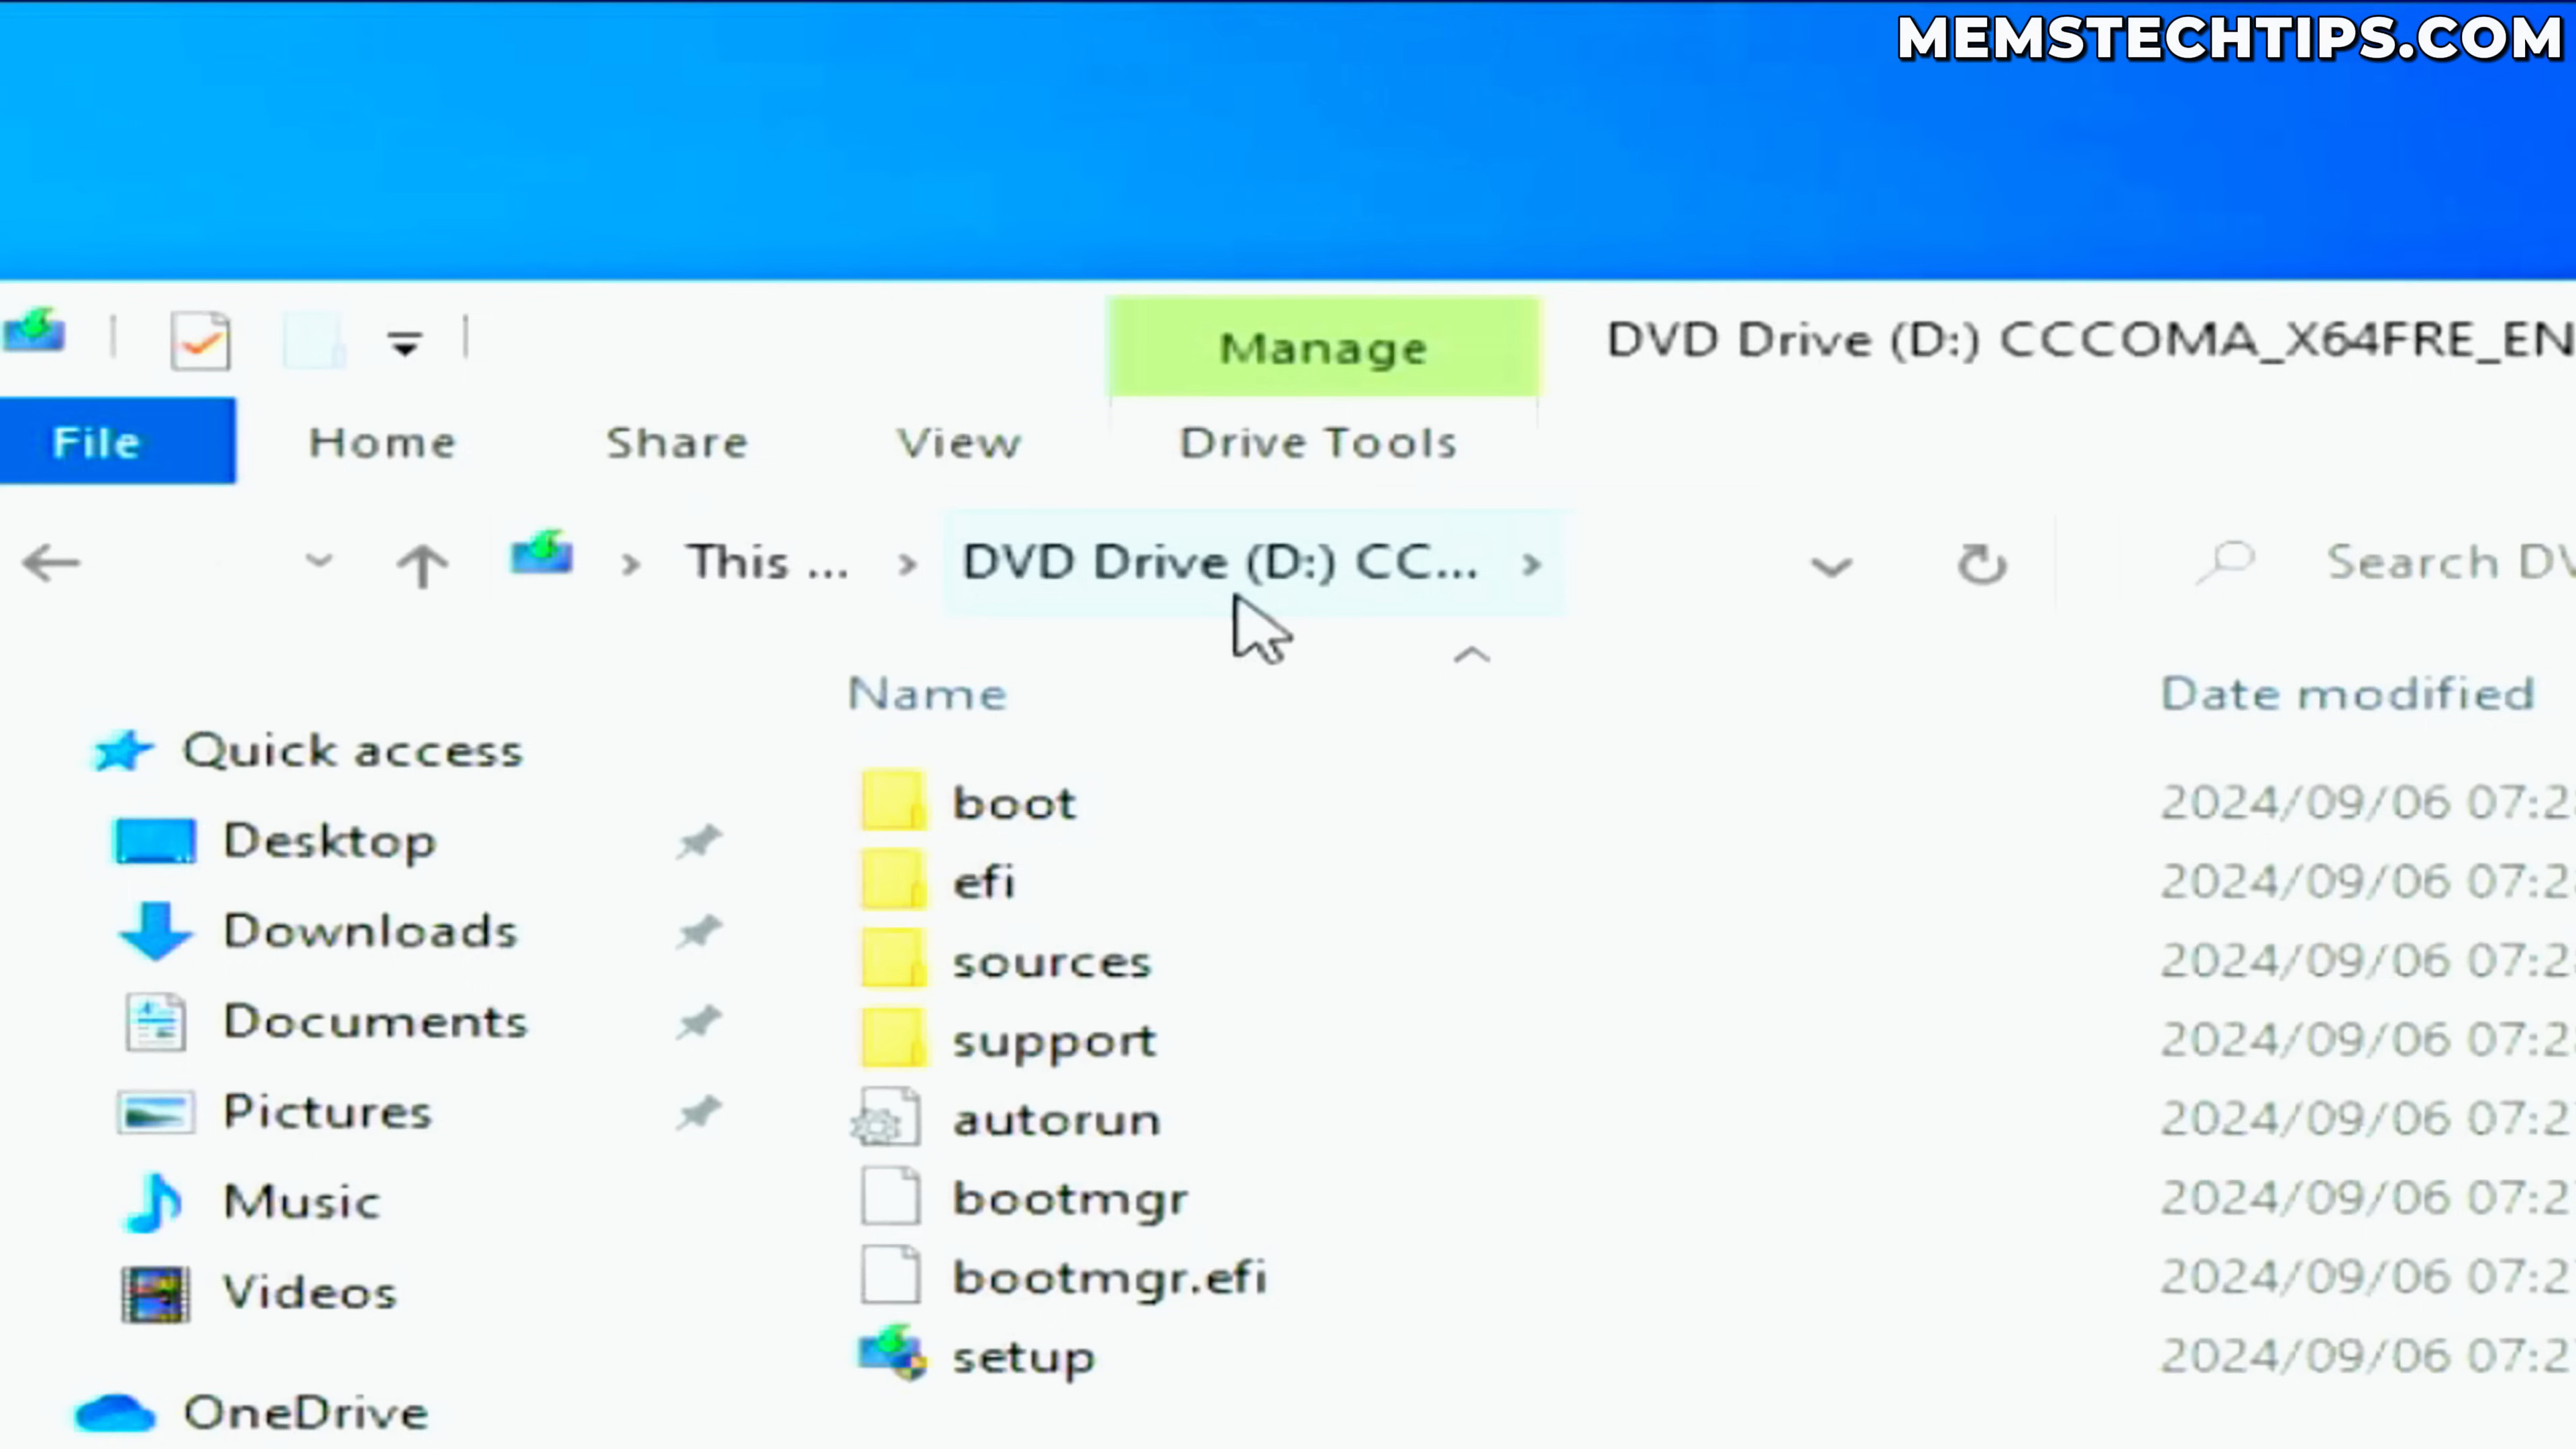 MEMSTECHTIPS.COM
Manage
DVD Drive (D:) CCCOMA_X64FRE_EN
File Home Share View Drive Tools
This ... DVD Drive (D:) CC... Search DV
Name Date modified
Quick access
Desktop
Downloads
Documents
Pictures
Music
Videos
OneDrive
boot 2024/09/06 07:2
efi 2024/09/06 07:2
sources 2024/09/06 07:2
support 2024/09/06 07:2
autorun 2024/09/06 07:2
bootmgr 2024/09/06 07:2
bootmgr.efi 2024/09/06 07:2
setup 2024/09/06 07:2